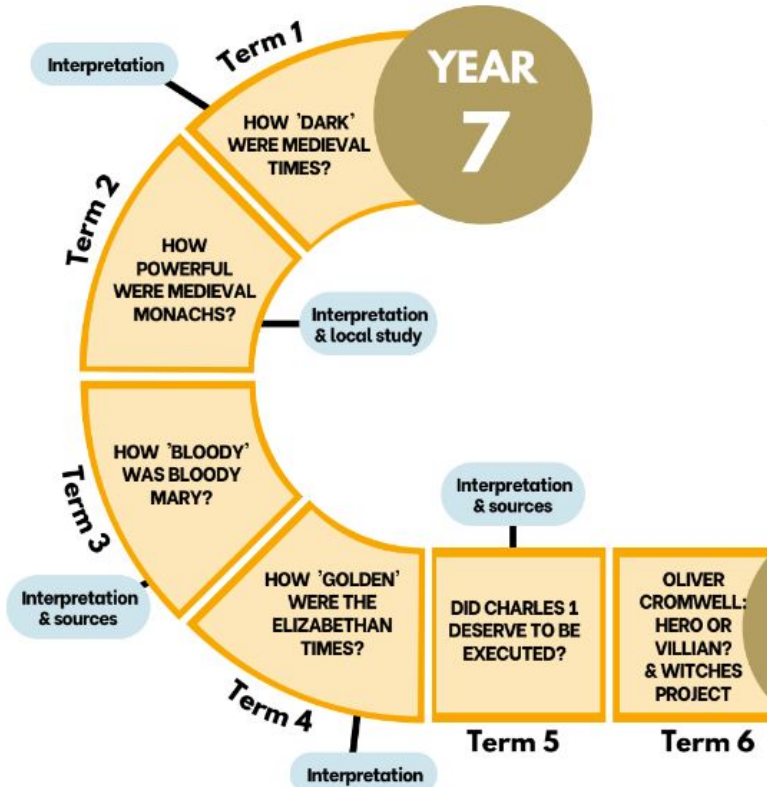 YEAR
7
Term 1
Interpretation
HOW 'DARK'
WERE MEDIEVAL
TIMES?
Term 2
HOW
POWERFUL
WERE MEDIEVAL
MONACHS?
Interpretation
& local study
Term 3
HOW 'BLOODY'
WAS BLOODY
MARY?
Interpretation
& sources
Term 4
HOW 'GOLDEN'
WERE THE
ELIZABETHAN
TIMES?
Interpretation
Interpretation
& sources
DID CHARLES 1
DESERVE TO BE
EXECUTED?
Term 5
OLIVER
CROMWELL:
HERO OR
VILLIAN?
& WITCHES
PROJECT
Term 6